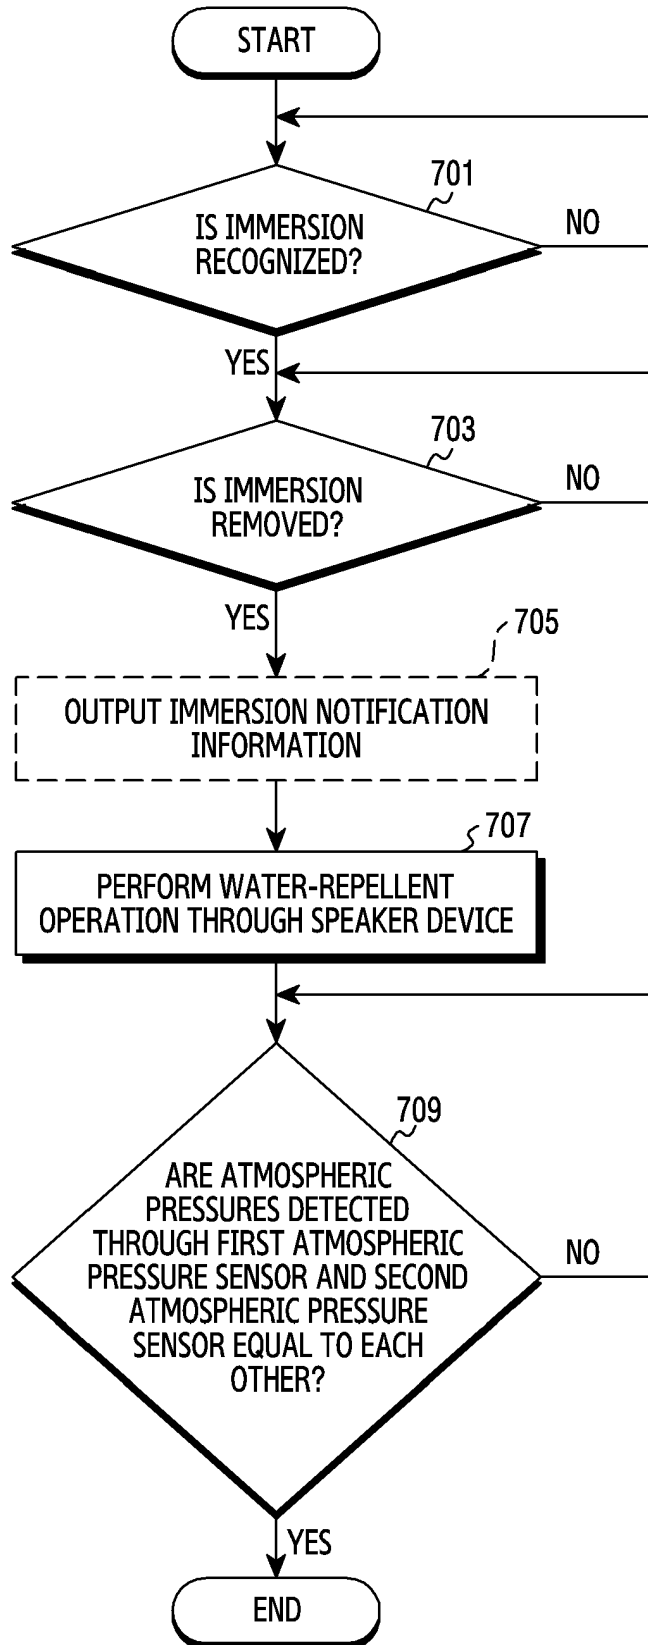 START
701
IS IMMERSION
RECOGNIZED?
NO
YES
703
IS IMMERSION
REMOVED?
NO
YES
705
OUTPUT IMMERSION NOTIFICATION
INFORMATION
707
PERFORM WATER-REPELLENT
OPERATION THROUGH SPEAKER DEVICE
709
ARE ATMOSPHERIC
PRESSURES DETECTED
THROUGH FIRST ATMOSPHERIC
PRESSURE SENSOR AND SECOND
ATMOSPHERIC PRESSURE
SENSOR EQUAL TO EACH
OTHER?
NO
YES
END